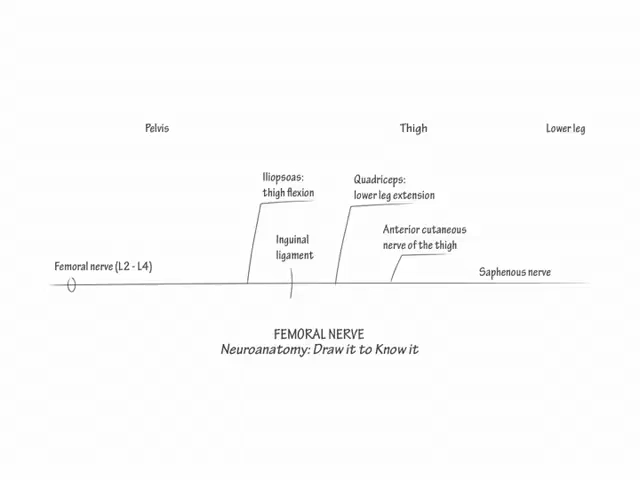 Pelvis
Thigh
Lower leg
Iliopsoas:
thigh flexion
Quadriceps:
lower leg extension
Inguinal
ligament
Anterior cutaneous
nerve of the thigh
Femoral nerve (L2 - L4)
Saphenous nerve
FEMORAL NERVE
Neuroanatomy: Draw it to Know it